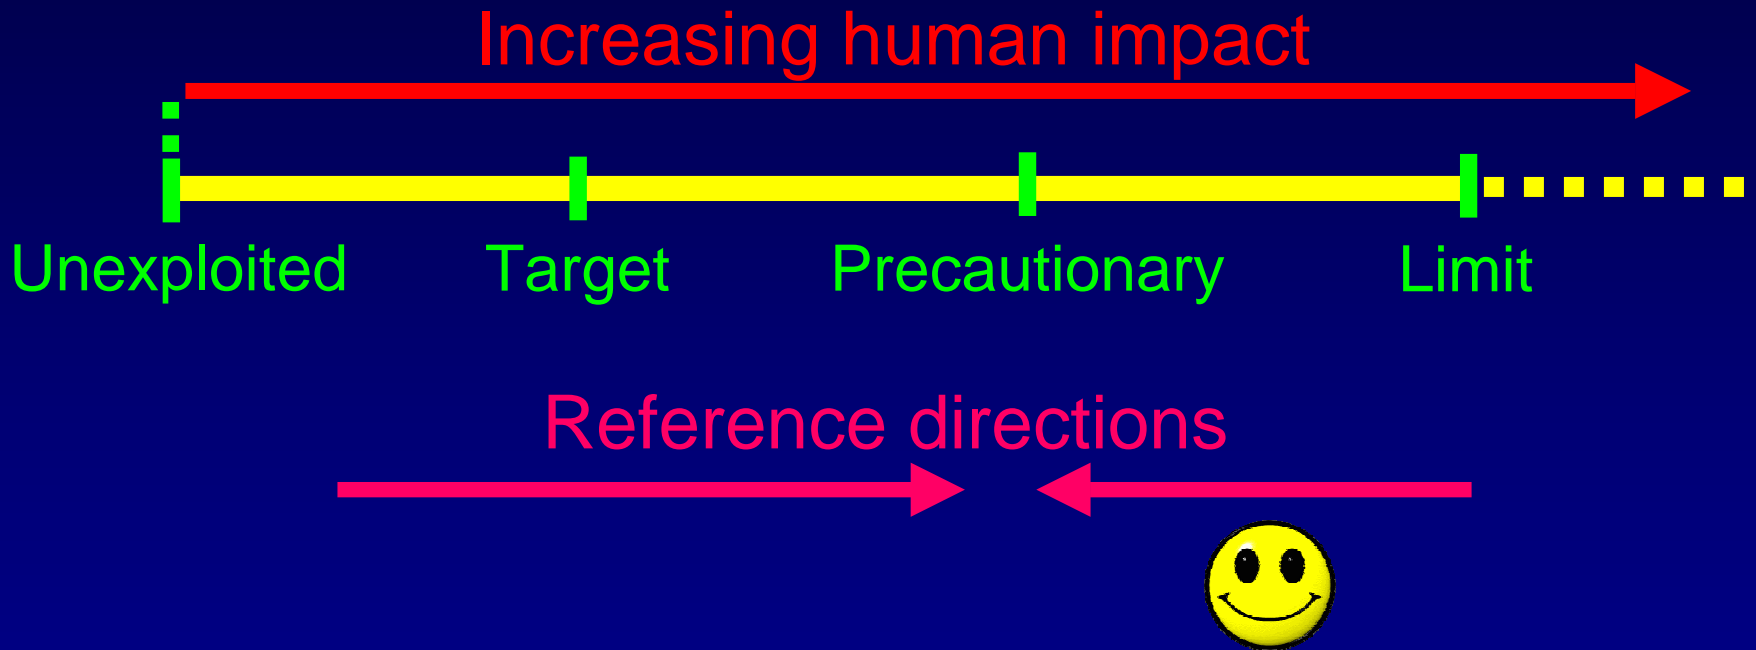 Increasing human impact
Unexploited Target Precautionary Limit
Reference directions